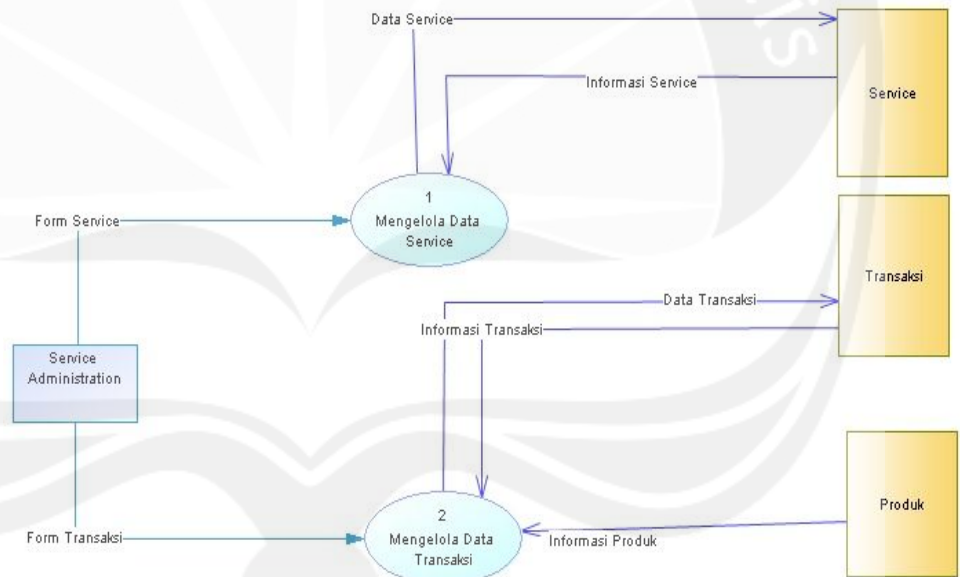 Data Service
Informasi Service
Service
1
Mengelola Data
Service
Form Service
Transaksi
Data Transaksi
Informasi Transaksi
Service
Administration
Produk
2
Mengelola Data
Transaksi
Form Transaksi
Informasi Produk